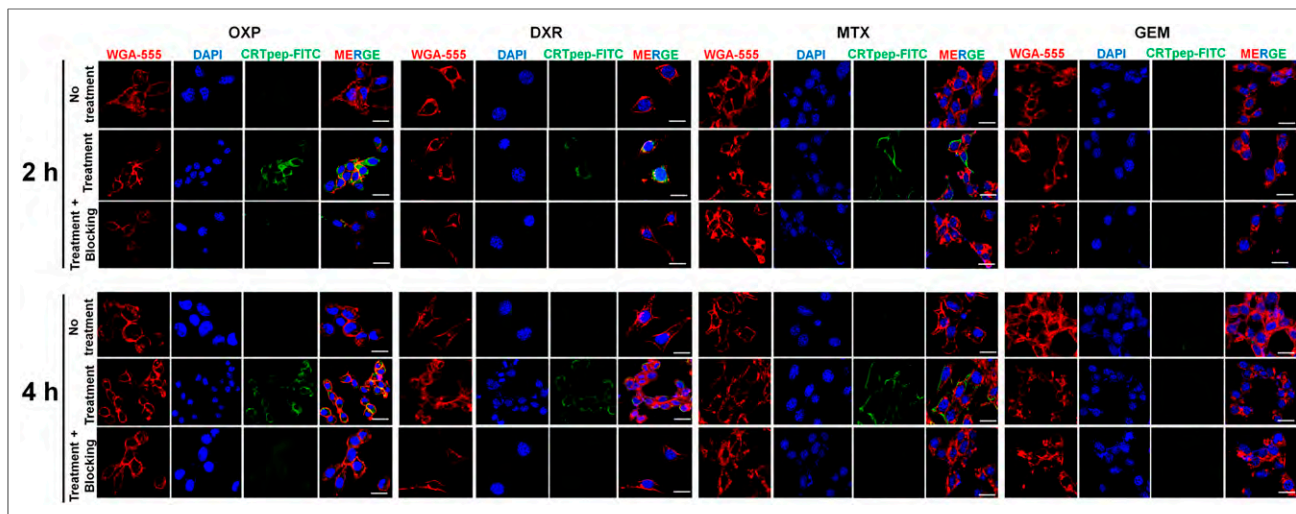 OXP DXR MTX GEM
WGA-555 DAPI CRTpep-FITC MERGE WGA-555 DAPI CRTpep-FITC MERGE WGA-555 DAPI CRTpep-FITC MERGE WGA-555 DAPI CRTpep-FITC MERGE
2 h
No
treatment
Treatment
Treatment +
Blocking
4 h
No
treatment
Treatment
Treatment +
Blocking